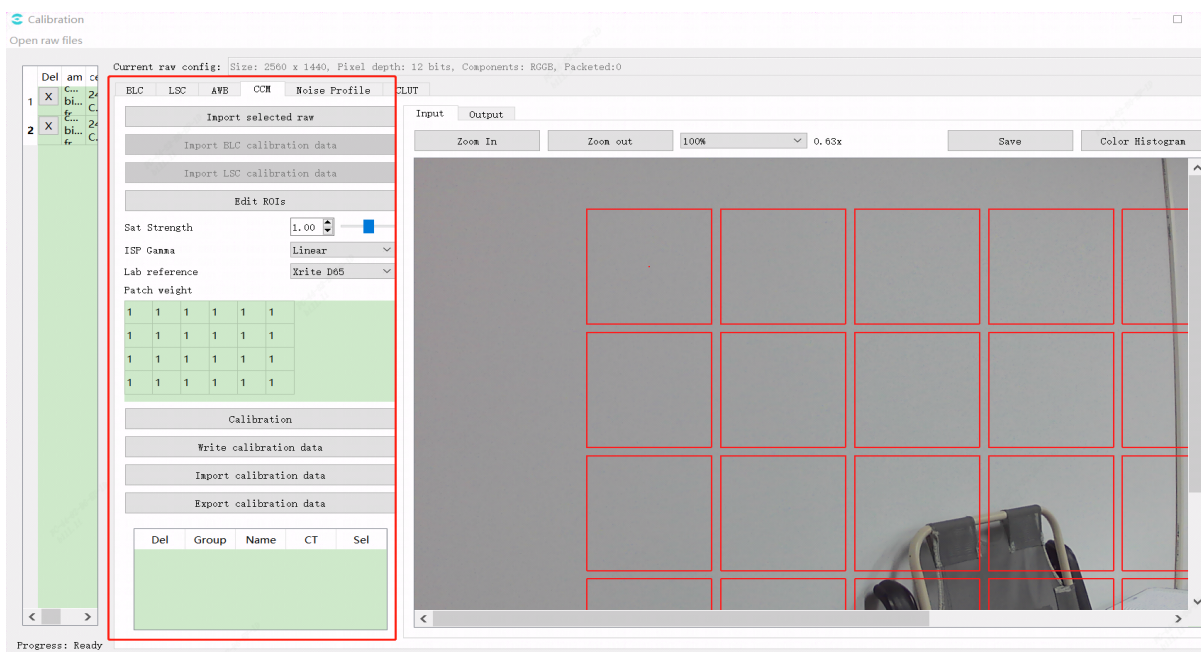 Calibration
Open raw files
Current raw config: Size: 2560 x 1440, Pixel depth: 12 bits, Components: RGGB, Packeted:0
Del am ce
BLC LSC AWB CCM Noise Profile CLUT
1 X bi... 24 C.
2 X bi... 24 C.
Input Output
Import selected raw
Zoom In Zoom out 100% 0.63x Save Color Histogram
Import BLC calibration data
Import LSC calibration data
Edit ROIs
Sat Strength 1.00
ISP Gamma Linear
Lab reference Xrite D65
Patch weight
1 1 1 1 1 1
1 1 1 1 1 1
1 1 1 1 1 1
1 1 1 1 1 1
Calibration
Write calibration data
Import calibration data
Export calibration data
Del Group Name CT Sel
Progress: Ready